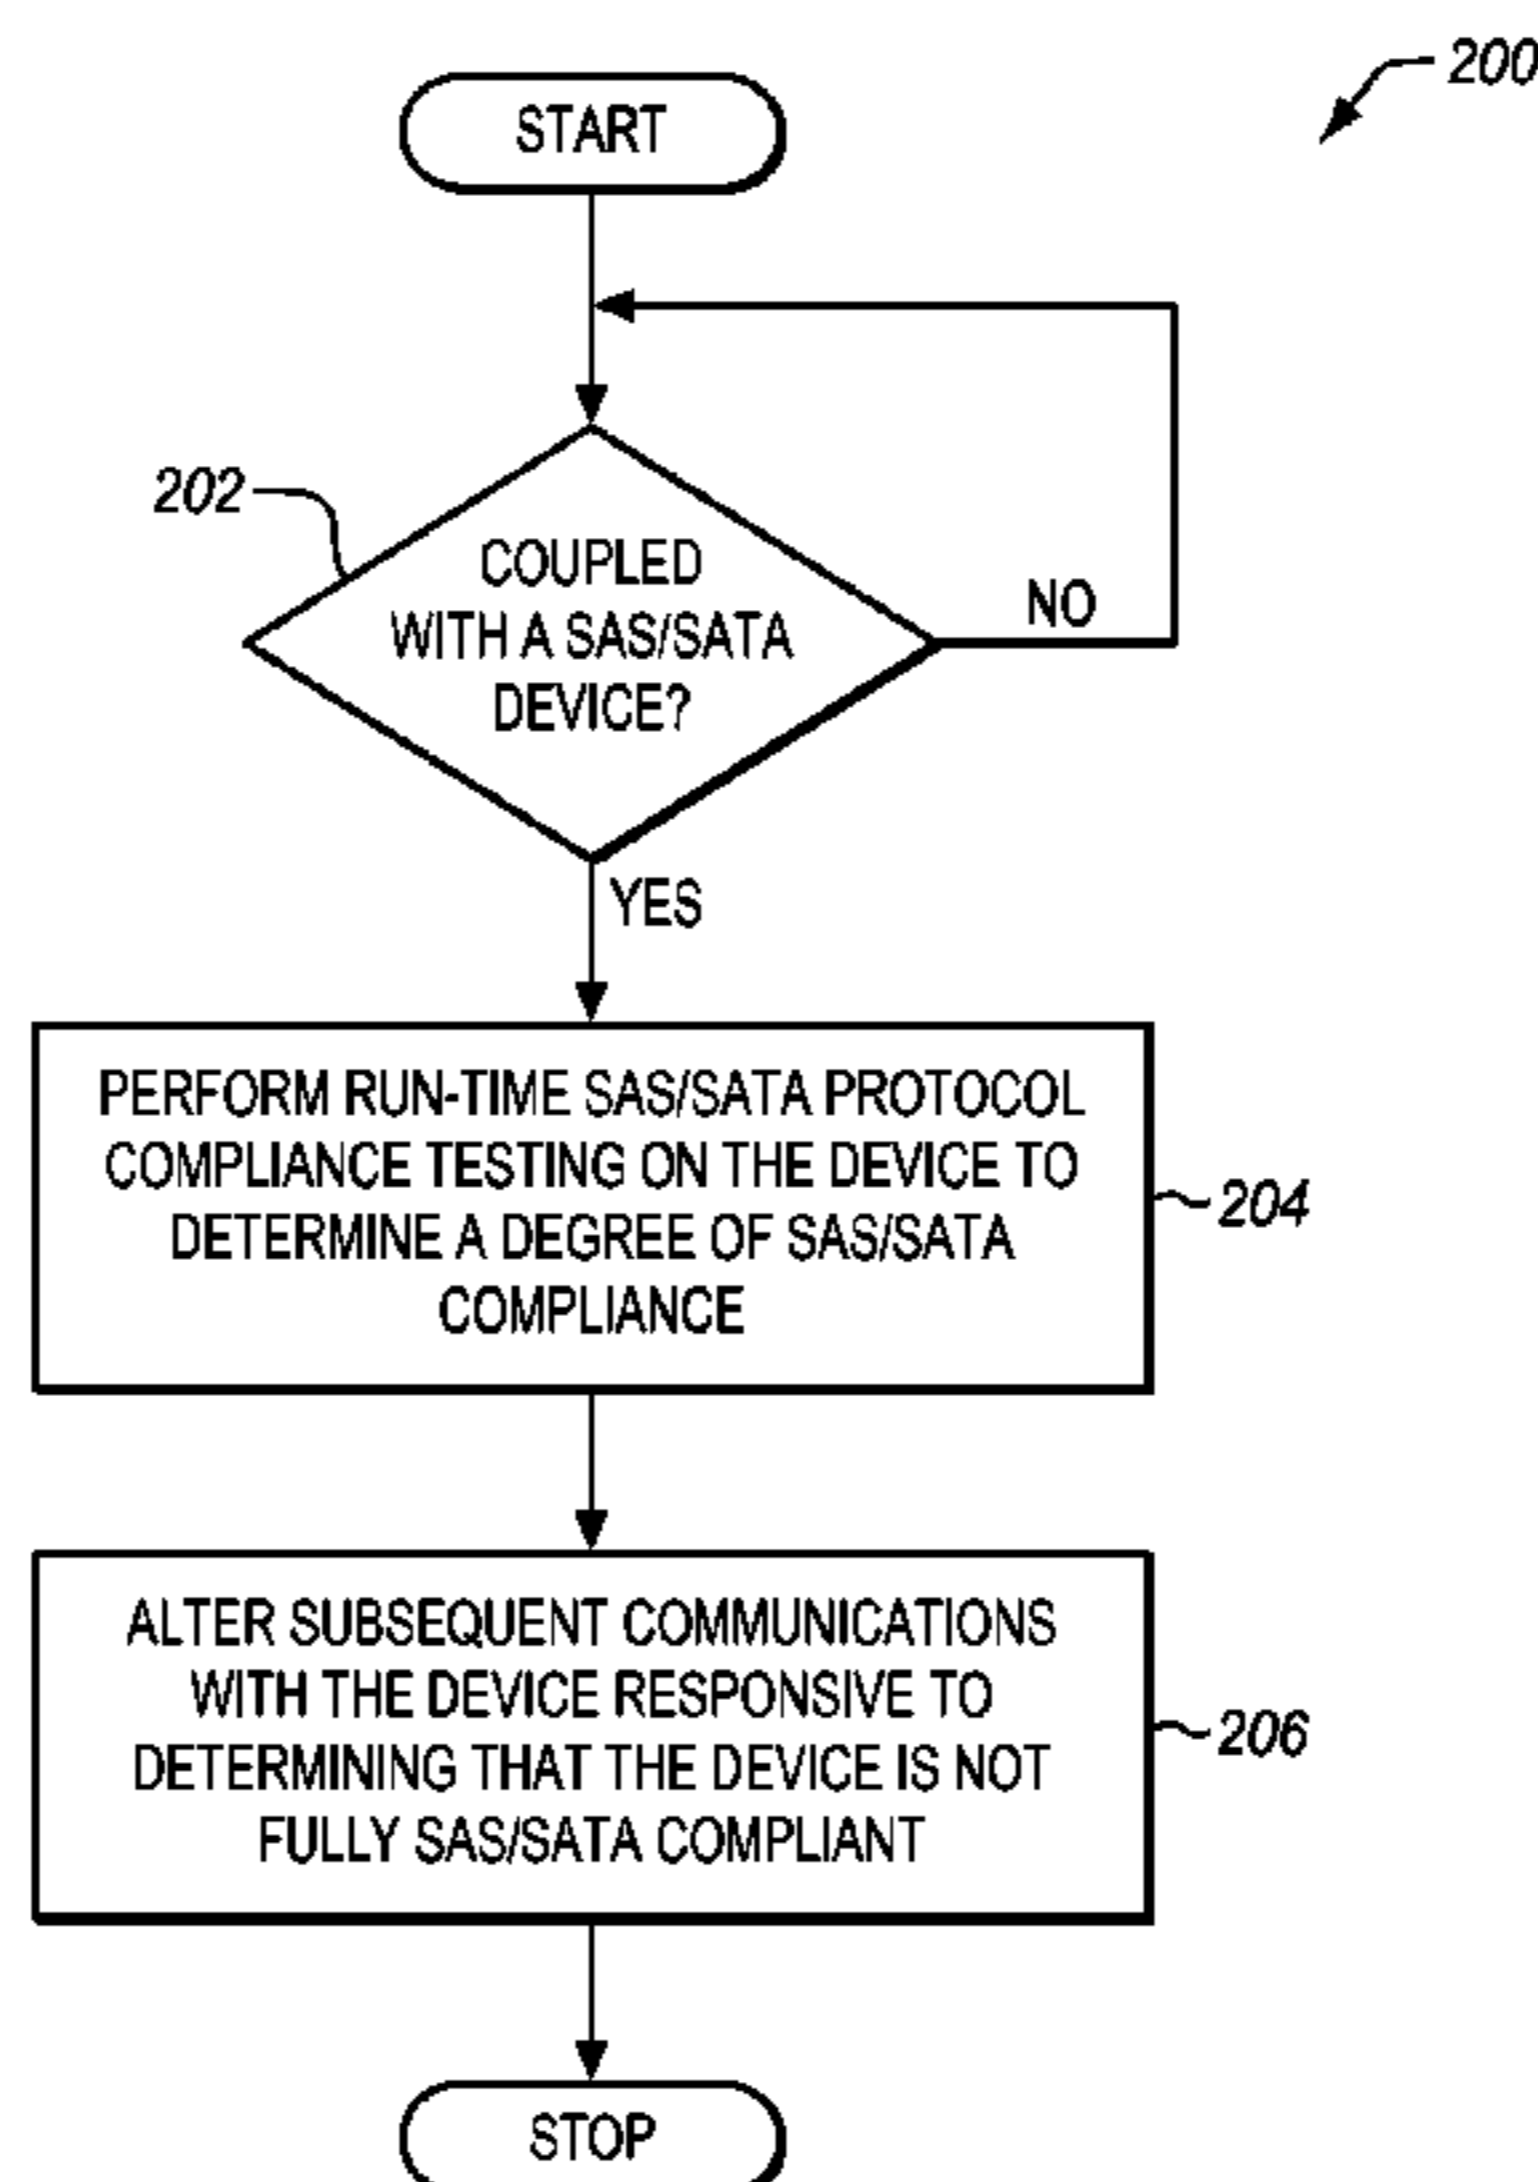 200
START
202
COUPLED
WITH A SAS/SATA
DEVICE?
NO
YES
PERFORM RUN-TIME SAS/SATA PROTOCOL
COMPLIANCE TESTING ON THE DEVICE TO
DETERMINE A DEGREE OF SAS/SATA
COMPLIANCE
204
ALTER SUBSEQUENT COMMUNICATIONS
WITH THE DEVICE RESPONSIVE TO
DETERMINING THAT THE DEVICE IS NOT
FULLY SAS/SATA COMPLIANT
206
STOP